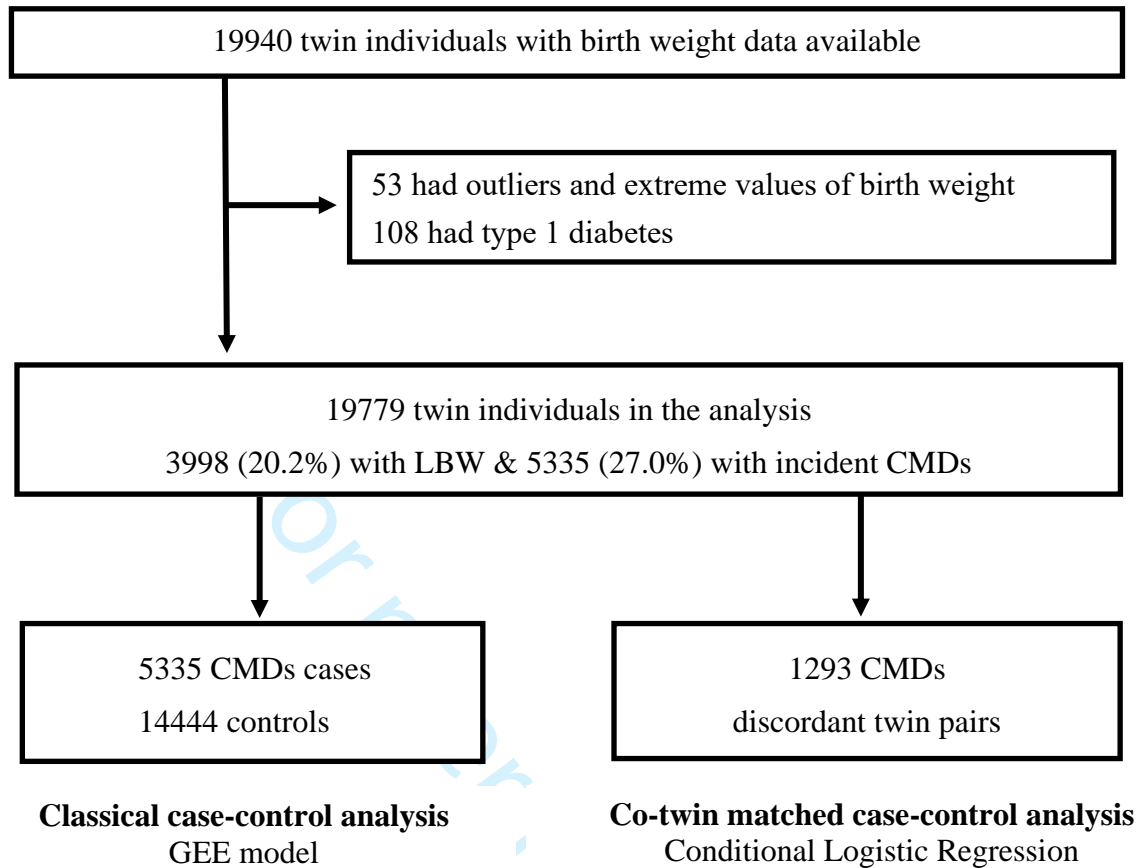 19940 twin individuals with birth weight data available
53 had outliers and extreme values of birth weight
108 had type 1 diabetes
19779 twin individuals in the analysis
3998 (20.2%) with LBW & 5335 (27.0%) with incident CMDs
5335 CMDs cases
14444 controls
1293 CMDs
discordant twin pairs
Classical case-control analysis
GEE model
Co-twin matched case-control analysis
Conditional Logistic Regression